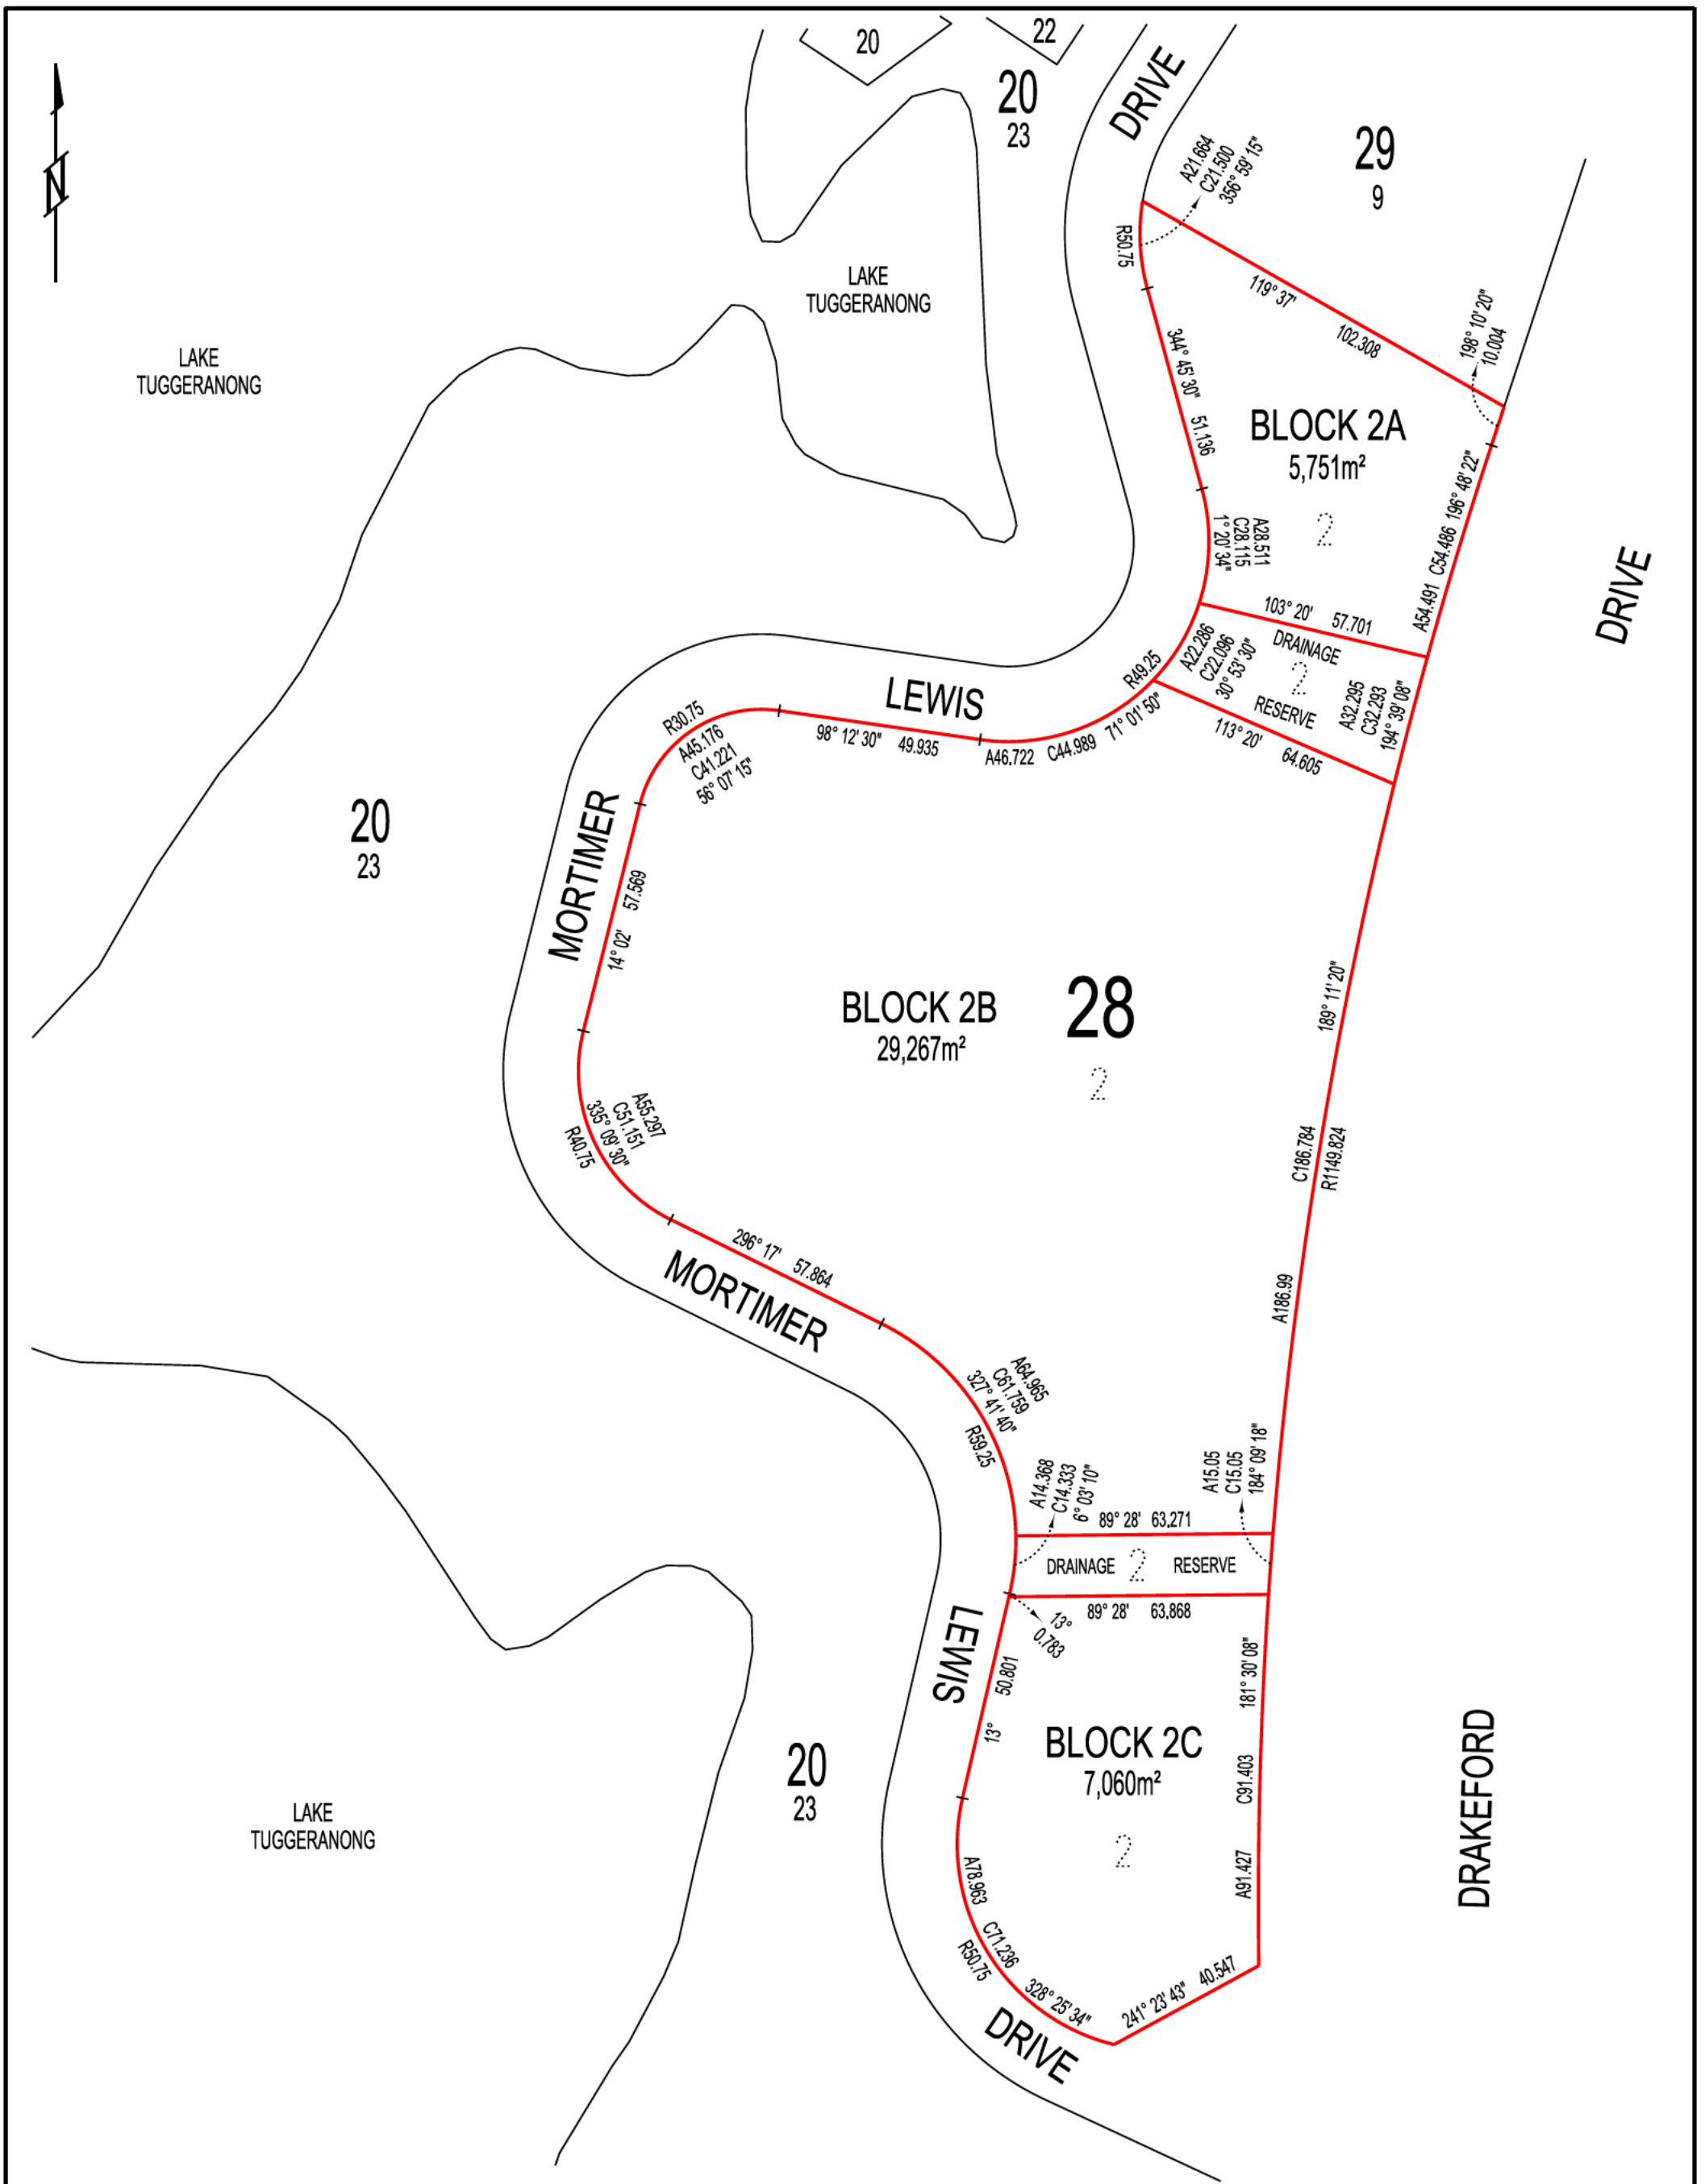 20
22
20
23
DRIVE
A21.664
C21.500
356° 59' 15"
29
9
R50.75
LAKE
TUGGERANONG
LAKE
TUGGERANONG
119° 37'
102.308
198° 10' 20"
10.004
344° 45' 30" 51.136
BLOCK 2A
5,751m²
2
A28.511
C28.115
1° 20' 34"
A54.491 C54.486 196° 48' 22"
DRIVE
103° 20' 57.701
DRAINAGE
2
RESERVE
A22.286
C22.096
30° 53' 30"
A32.295
C32.293
194° 39' 08"
113° 20' 64.605
R49.25
LEWIS
R30.75
A45.176
C41.221
56° 07' 15"
98° 12' 30" 49.935
A46.722 C44.989 71° 01' 50"
20
23
MORTIMER
14° 02' 57.569
BLOCK 2B
29,267m²
28
2
189° 11' 20"
C186.784
R1149.824
A186.99
A55.297
C51.151
335° 09' 30"
R40.75
296° 17' 57.864
MORTIMER
A64.965
C61.759
327° 41' 40"
R59.25
A14.368
C14.333
6° 03' 10"
A15.05
C15.05
184° 09' 18"
89° 28' 63.271
DRAINAGE 2 RESERVE
89° 28' 63.868
13°
0.783
LEWIS
13° 50.801
BLOCK 2C
7,060m²
2
A91.427 C91.403 181° 30' 08"
DRAKEFORD
20
23
LAKE
TUGGERANONG
A78.963 C71.236 328° 25' 34"
R50.75
241° 23' 43" 40.547
DRIVE
N